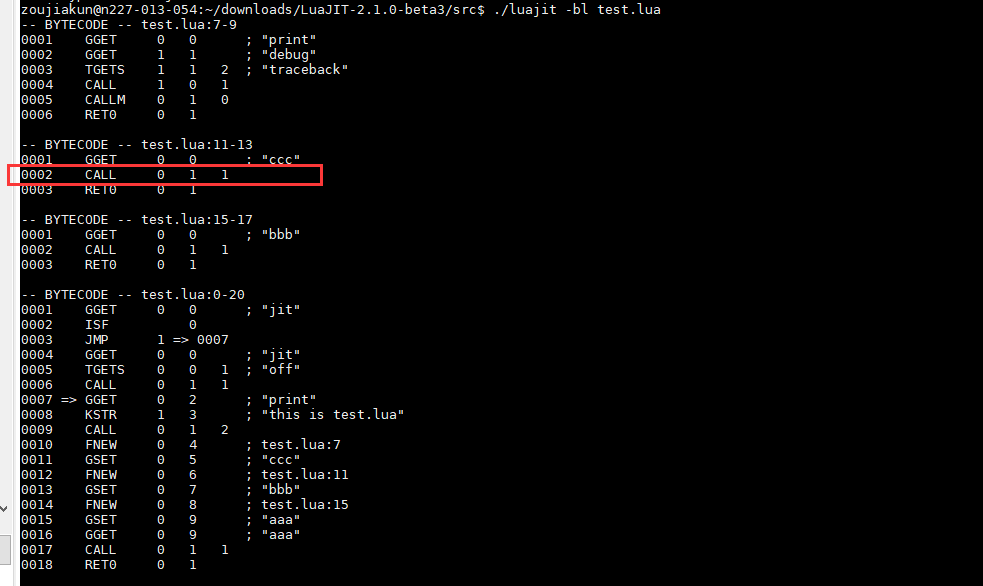 zoujiakun@n227-013-054:~/downloads/LuaJIT-2.1.0-beta3/src$ ./luajit -bl test.lua
-- BYTECODE -- test.lua:7-9
0001    GGET     0   0      ; "print"
0002    GGET     1   1      ; "debug"
0003    TGETS    1   1   2  ; "traceback"
0004    CALL     1   0   1
0005    CALLM    0   1   0
0006    RET0     0   1
-- BYTECODE -- test.lua:11-13
0001    GGET     0   0      ; "ccc"
0002    CALL     0   1   1
0003    RET0     0   1
-- BYTECODE -- test.lua:15-17
0001    GGET     0   0      ; "bbb"
0002    CALL     0   1   1
0003    RET0     0   1
-- BYTECODE -- test.lua:0-20
0001    GGET     0   0      ; "jit"
0002    ISF          0
0003    JMP      1 => 0007
0004    GGET     0   0      ; "jit"
0005    TGETS    0   0   1  ; "off"
0006    CALL     0   1   1
0007 => GGET     0   2      ; "print"
0008    KSTR     1   3      ; "this is test.lua"
0009    CALL     0   1   2
0010    FNEW     0   4      ; test.lua:7
0011    GSET     0   5      ; "ccc"
0012    FNEW     0   6      ; test.lua:11
0013    GSET     0   7      ; "bbb"
0014    FNEW     0   8      ; test.lua:15
0015    GSET     0   9      ; "aaa"
0016    GGET     0   9      ; "aaa"
0017    CALL     0   1   1
0018    RET0     0   1